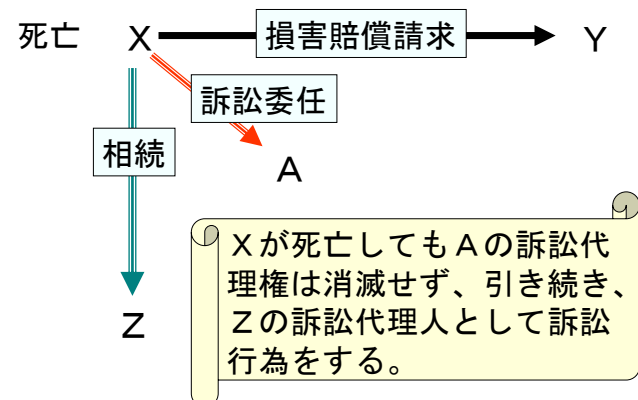 死亡 Ｘ 損害賠償請求 Ｙ
訴訟委任
相続
Ａ
Ｚ
Ｘが死亡してもＡの訴訟代
理権は消滅せず、引き続き、
Ｚの訴訟代理人として訴訟
行為をする。